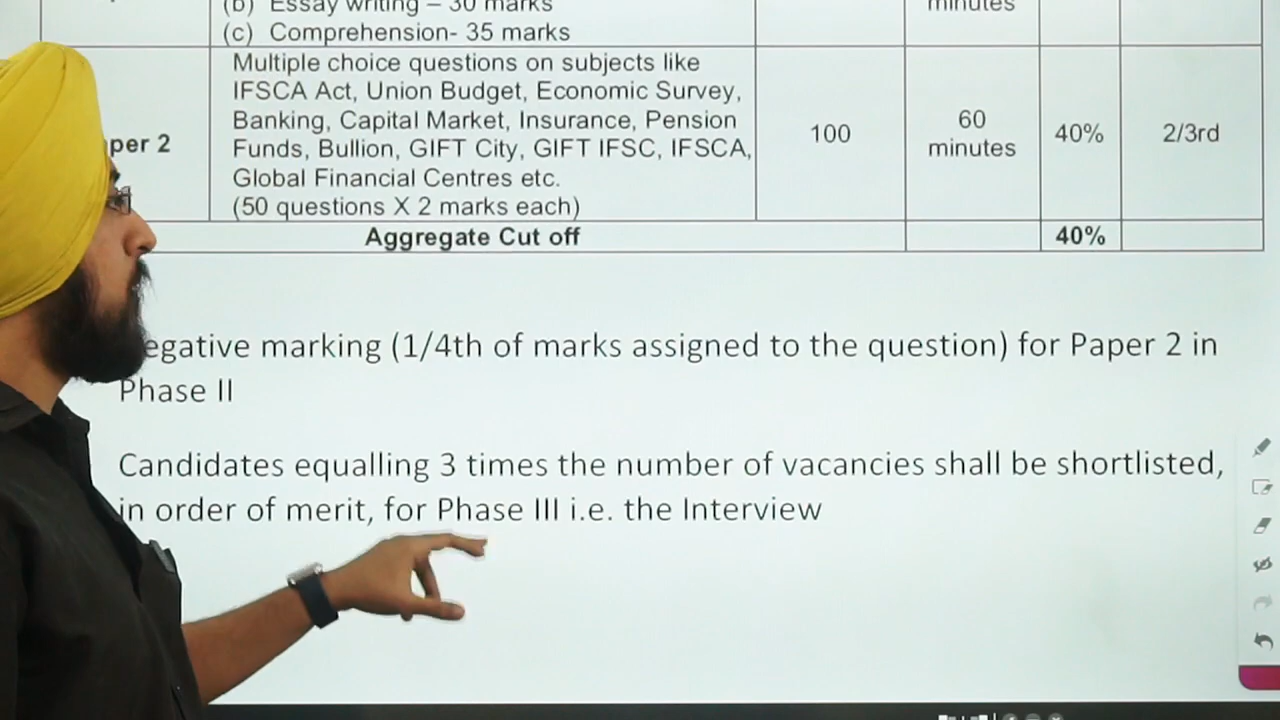 (b) Essay writing – 30 marks
minutes
(c) Comprehension- 35 marks
per 2
Multiple choice questions on subjects like
IFSCA Act, Union Budget, Economic Survey,
Banking, Capital Market, Insurance, Pension
Funds, Bullion, GIFT City, GIFT IFSC, IFSCA,
Global Financial Centres etc.
(50 questions X 2 marks each)
100
60
minutes
40%
2/3rd
Aggregate Cut off
40%
egative marking (1/4th of marks assigned to the question) for Paper 2 in
Phase II
Candidates equalling 3 times the number of vacancies shall be shortlisted,
in order of merit, for Phase III i.e. the Interview